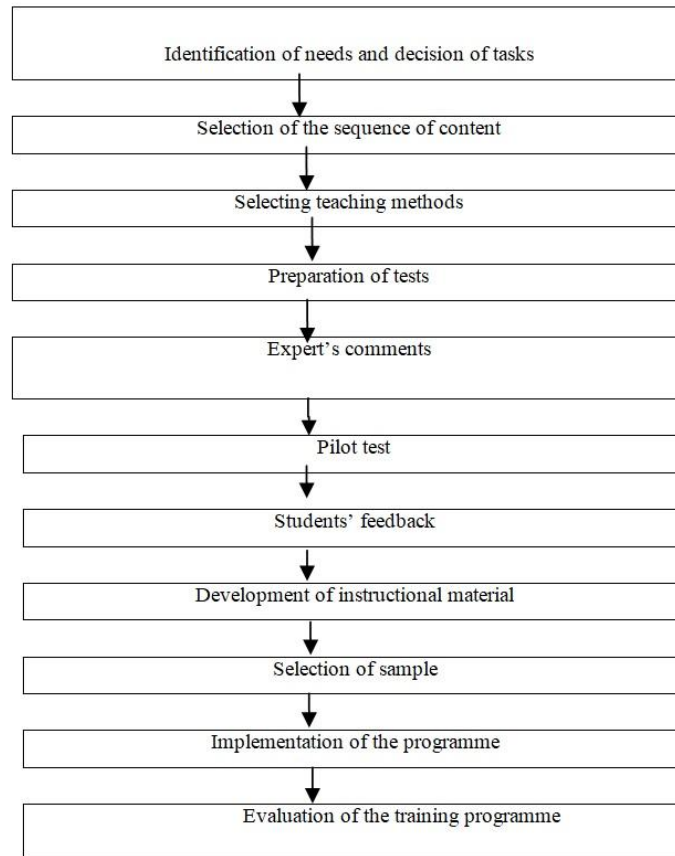 Identification of needs and decision of tasks
Selection of the sequence of content
Selecting teaching methods
Preparation of tests
Expert’s comments
Pilot test
Students’ feedback
Development of instructional material
Selection of sample
Implementation of the programme
Evaluation of the training programme